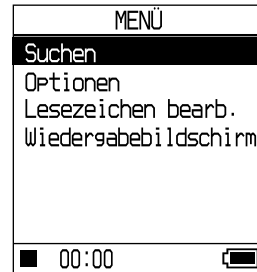 MENÜ
Suchen
Optionen
Lesezeichen bearb.
Wiedergabebildschirm
00:00